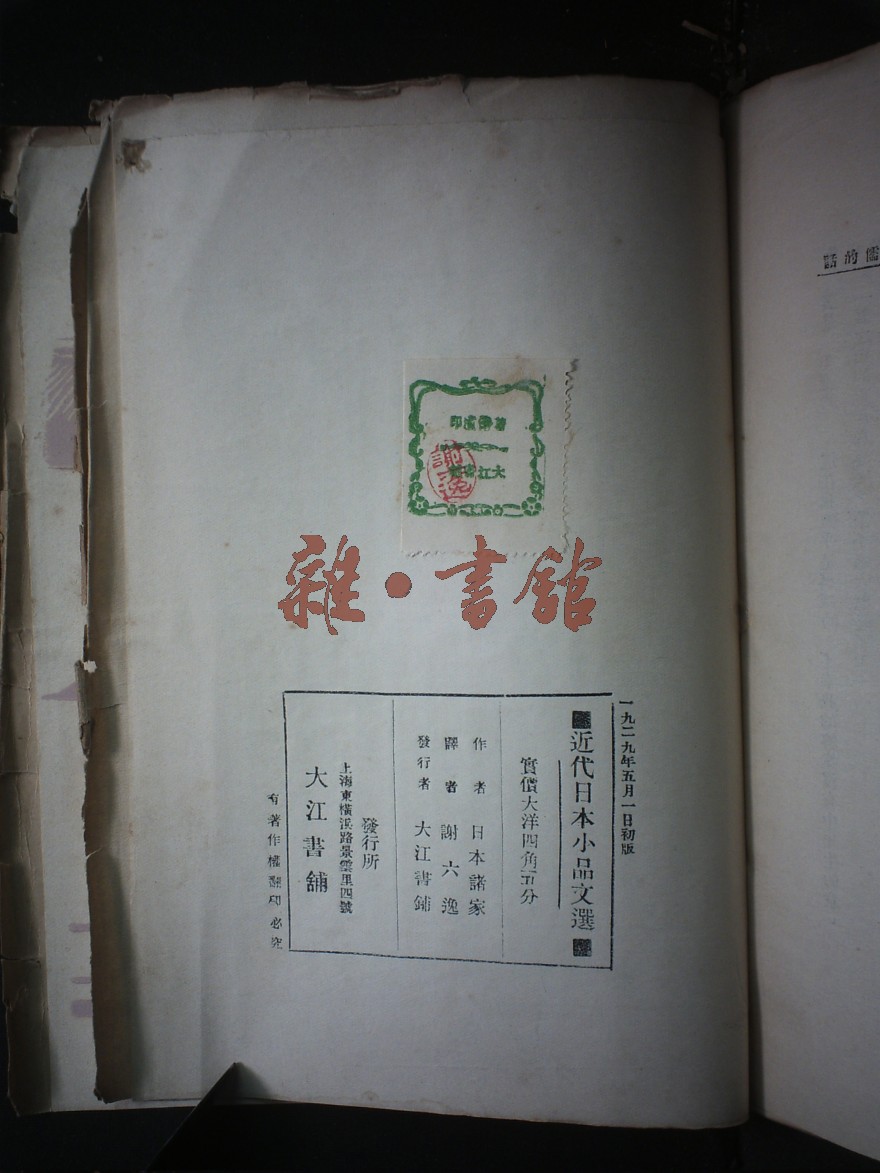 儒的話
著作權印
大江書鋪
謝六逸
雜·書館
一九二九年五月一日初版
近代日本小品文選
實價大洋四角五分
作者 日本諸家
譯者 謝六逸
發行者 大江書鋪
發行所
上海東橫浜路景雲里四號
大江書舖
有著作權翻印必究